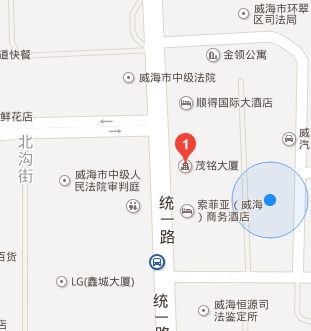 威海市环翠
区司法局
金领公寓
道快餐
威海市中级法院
顺得国际大酒店
鲜花店
北沟街
1
威海
汽
茂铭大厦
威海市中级人
民法院审判庭
统一路
索菲亚（威海
）商务酒店
百货
LG(鑫城大厦)
统一
威海恒源司
法鉴定所